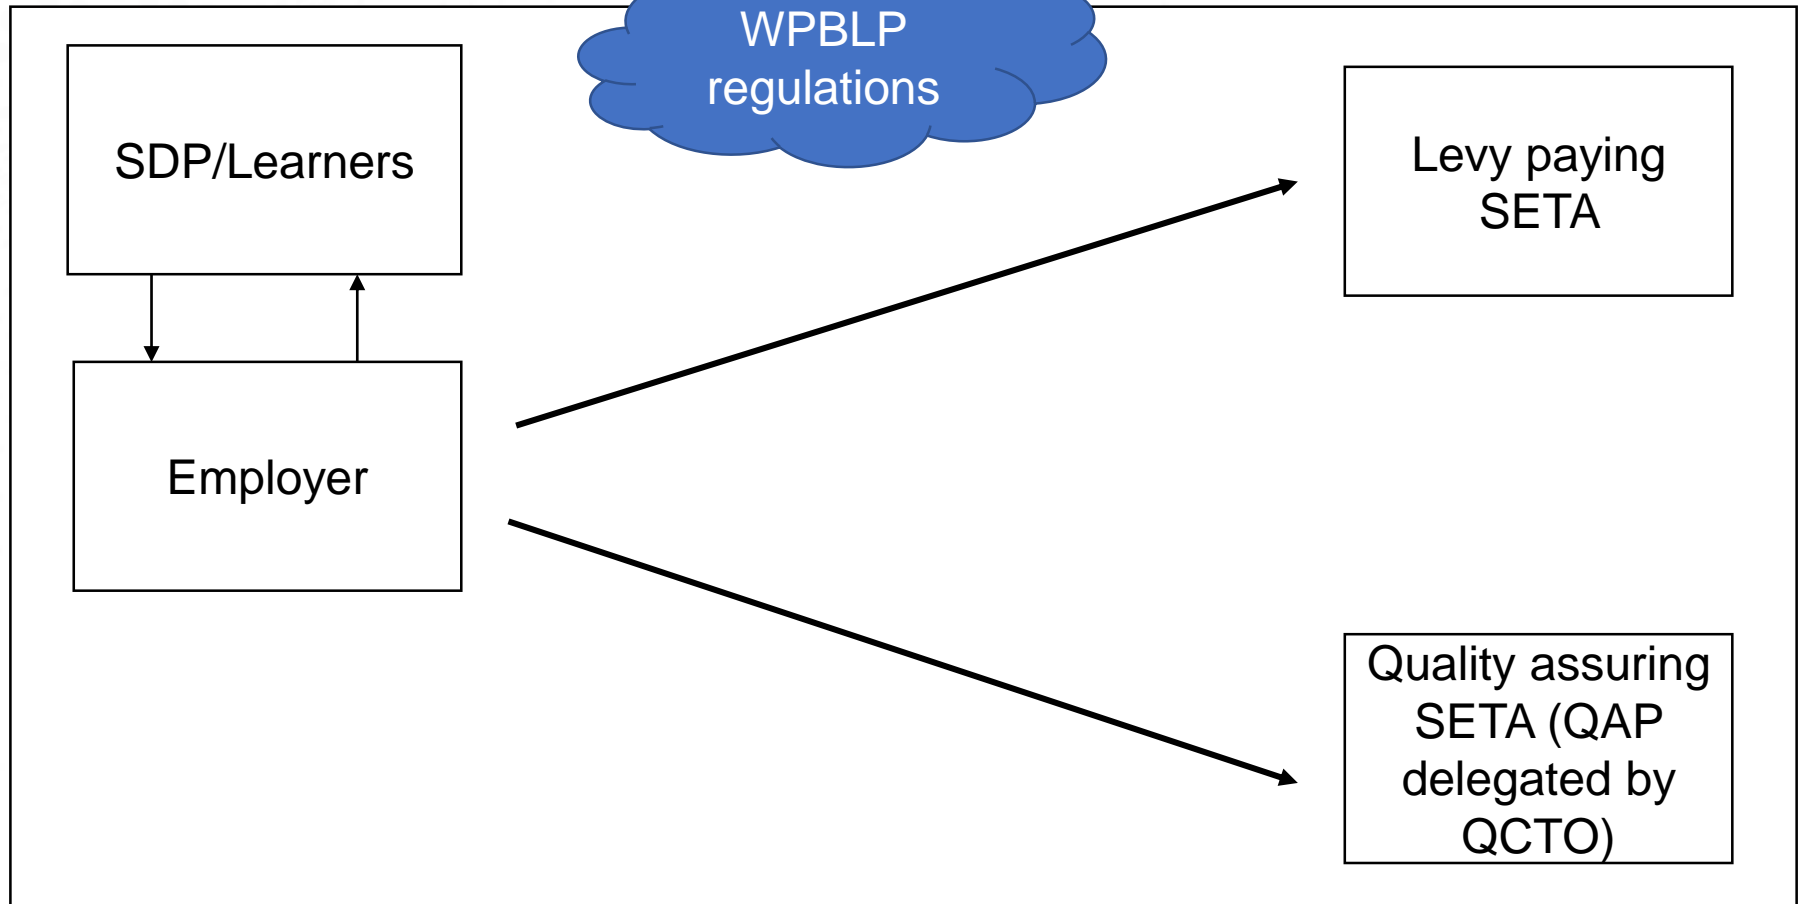 WPBLP
regulations
SDP/Learners
Levy paying
SETA
Employer
Quality assuring
SETA (QAP
delegated by
QCTO)